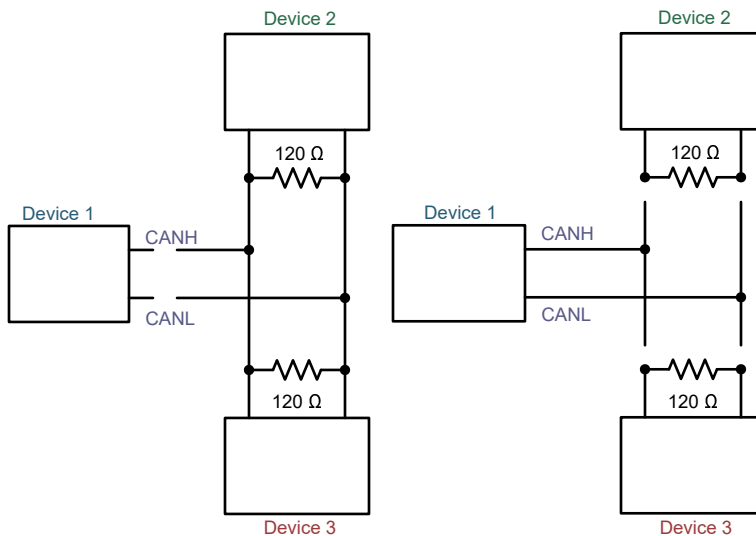 Device 2
120 Ω
Device 1
CANH
CANL
120 Ω
Device 3
Device 2
120 Ω
Device 1
CANH
CANL
120 Ω
Device 3